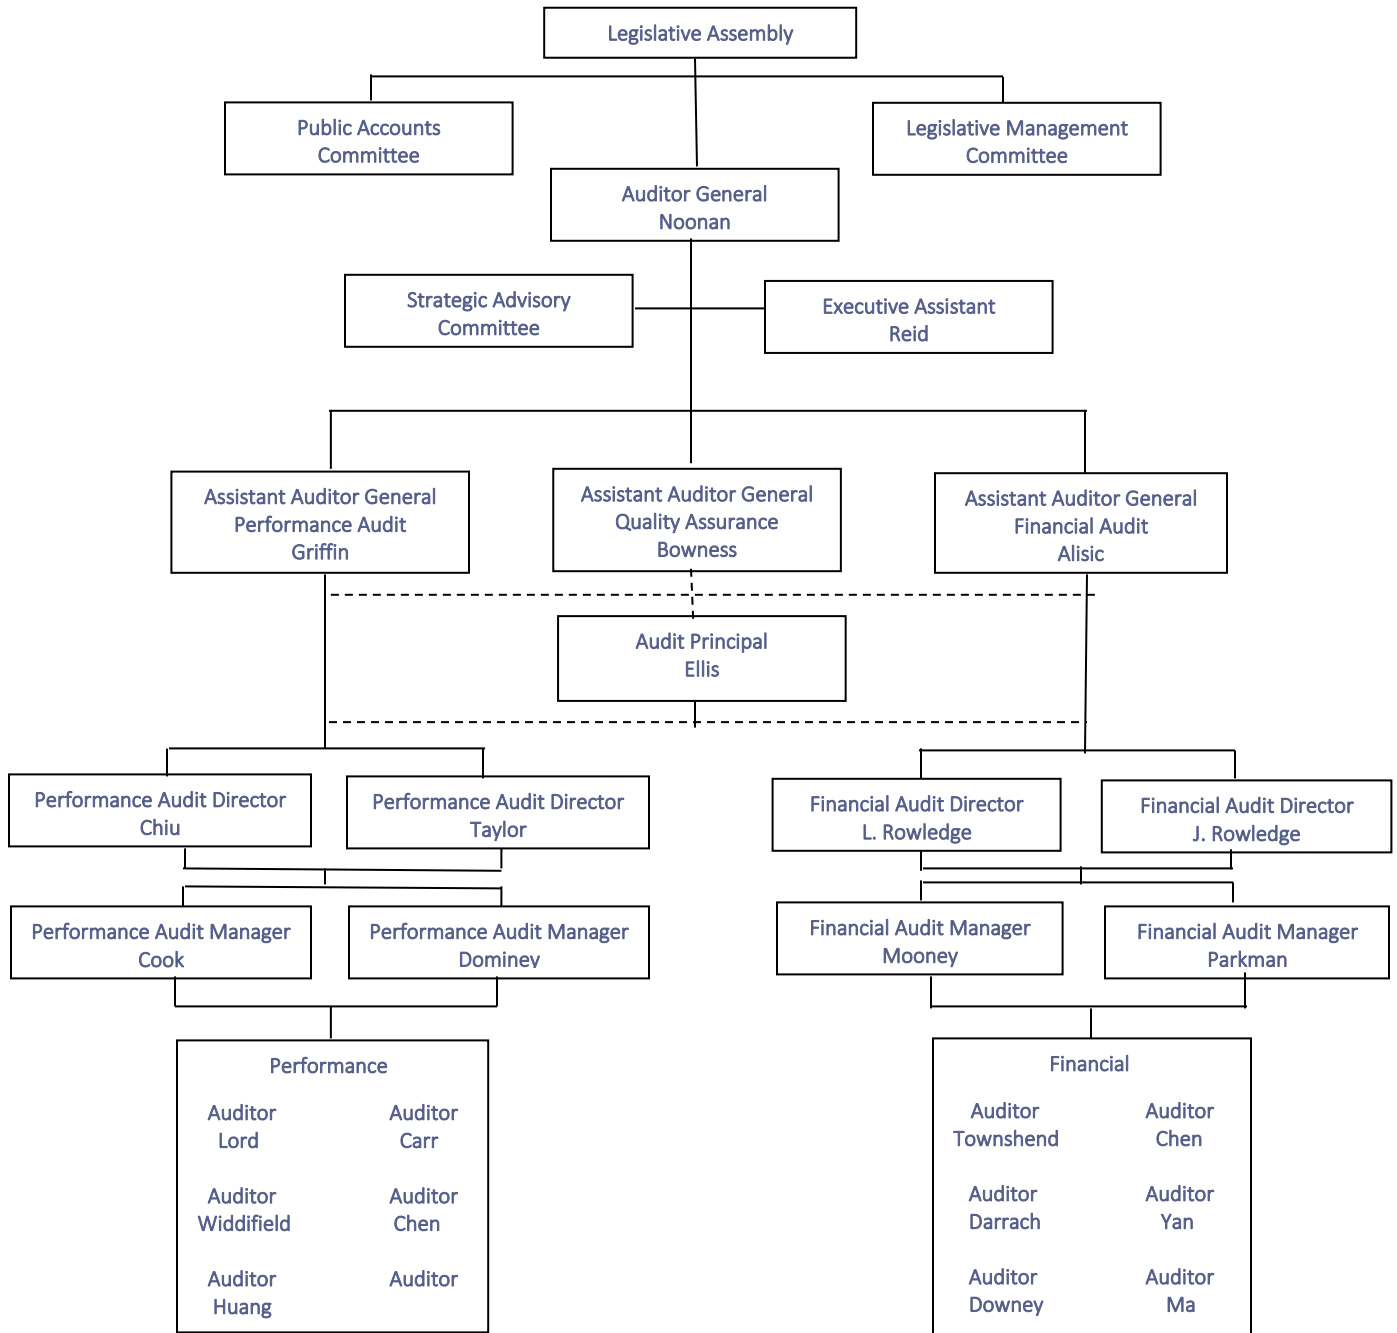 Legislative Assembly
Public Accounts
Committee
Legislative Management
Committee
Auditor General
Noonan
Strategic Advisory
Committee
Executive Assistant
Reid
Assistant Auditor General
Performance Audit
Griffin
Assistant Auditor General
Quality Assurance
Bowness
Assistant Auditor General
Financial Audit
Alisic
Audit Principal
Ellis
Performance Audit Director
Chiu
Performance Audit Director
Taylor
Financial Audit Director
L. Rowledge
Financial Audit Director
J. Rowledge
Performance Audit Manager
Cook
Performance Audit Manager
Dominey
Financial Audit Manager
Mooney
Financial Audit Manager
Parkman
Performance
Auditor
Lord
Auditor
Carr
Auditor
Widdifield
Auditor
Chen
Auditor
Huang
Auditor
Financial
Auditor
Townshend
Auditor
Chen
Auditor
Darrach
Auditor
Yan
Auditor
Downey
Auditor
Ma